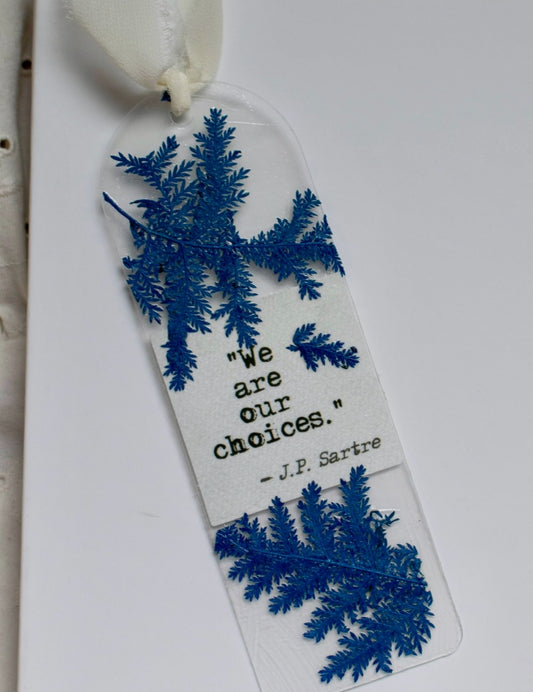 "We
are
our
choices."
- J.P. Sartre